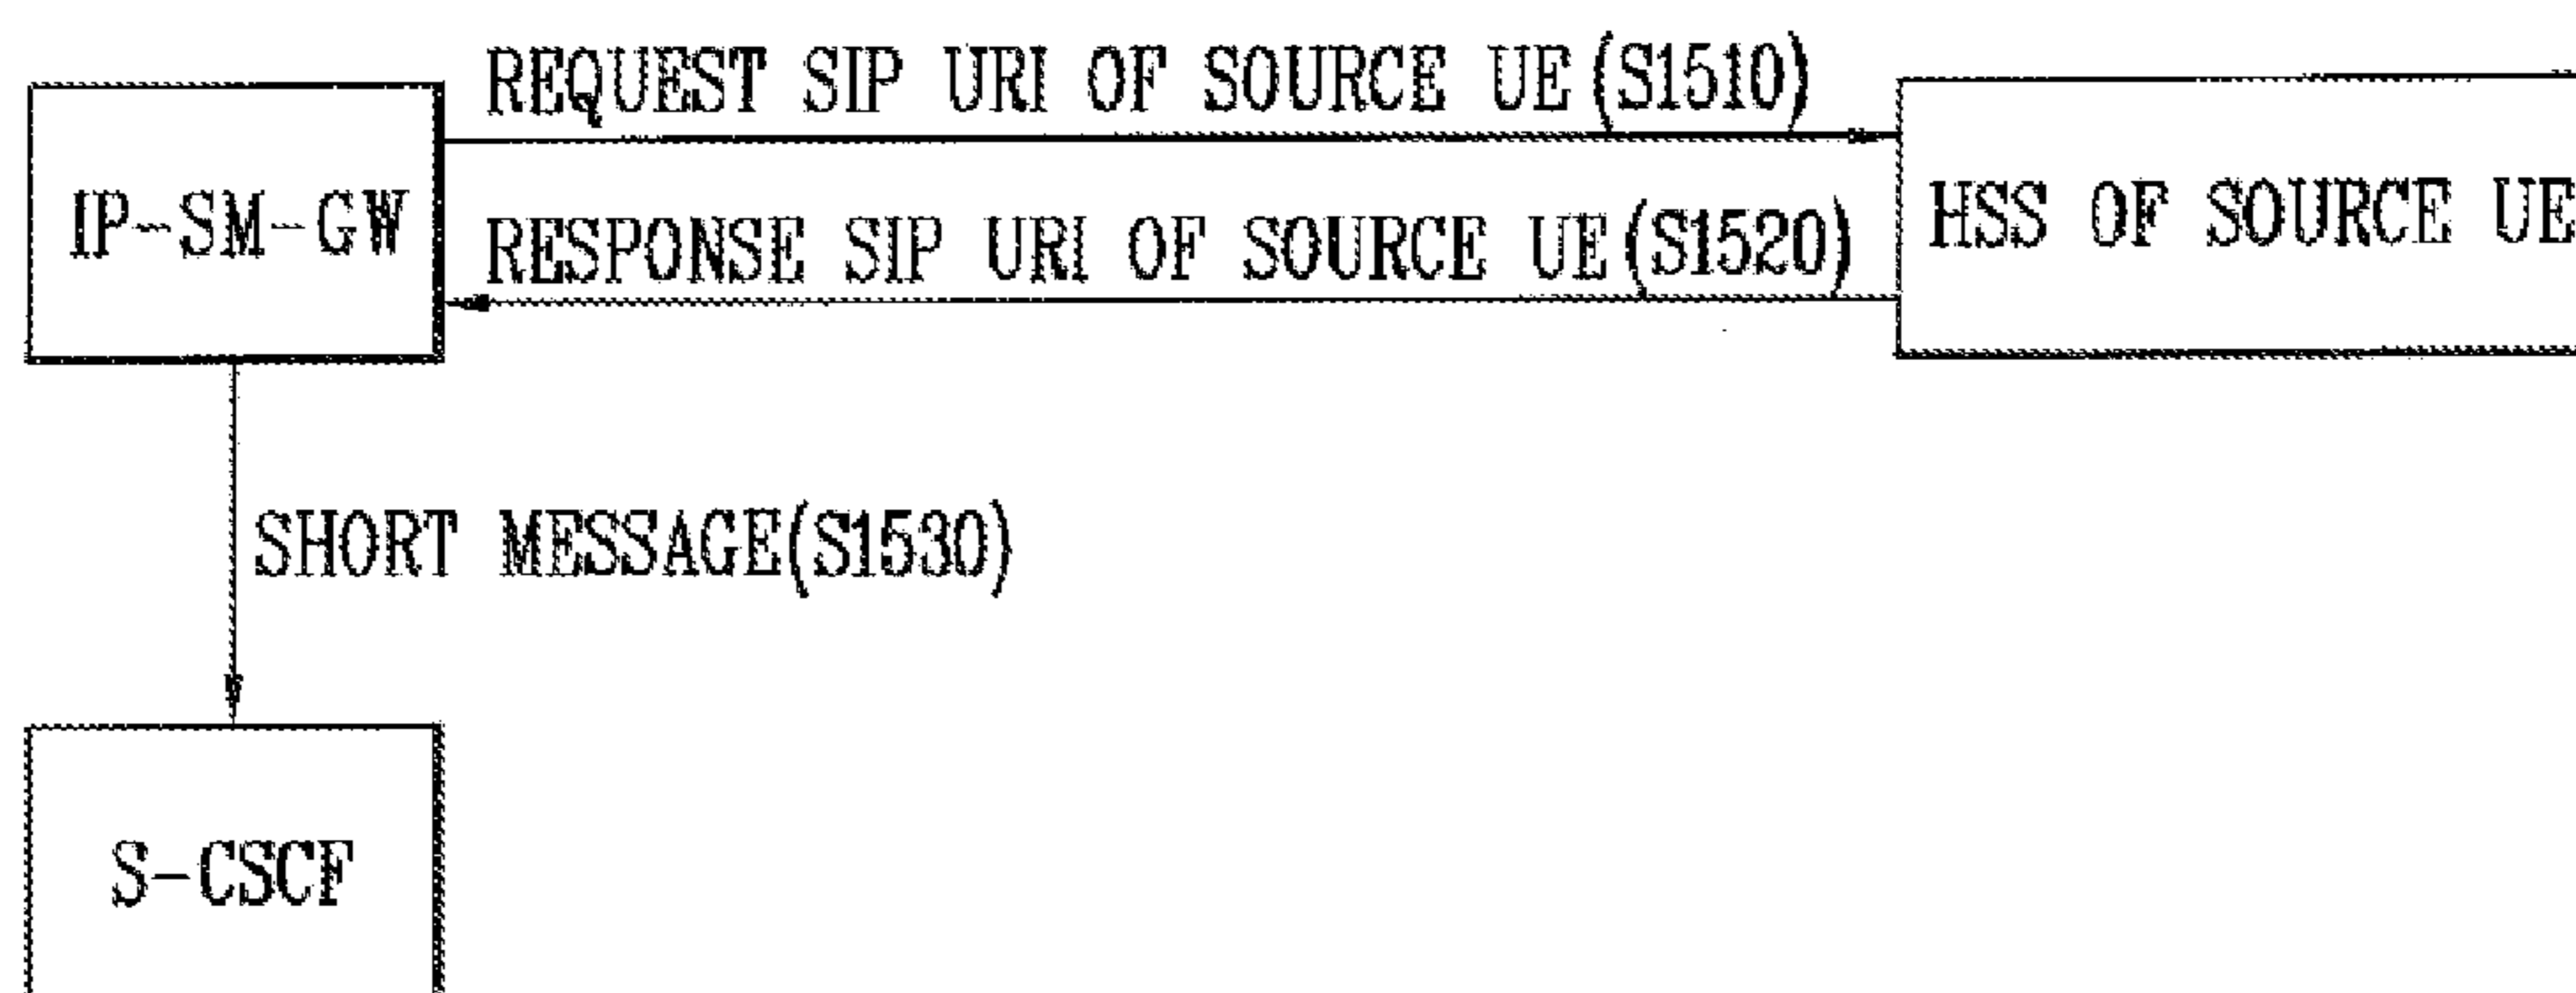 REQUEST SIP URI OF SOURCE UE(S1510)
IP-SM-GW
HSS OF SOURCE UE
RESPONSE SIP URI OF SOURCE UE(S1520)
SHORT MESSAGE(S1530)
S-CSCF